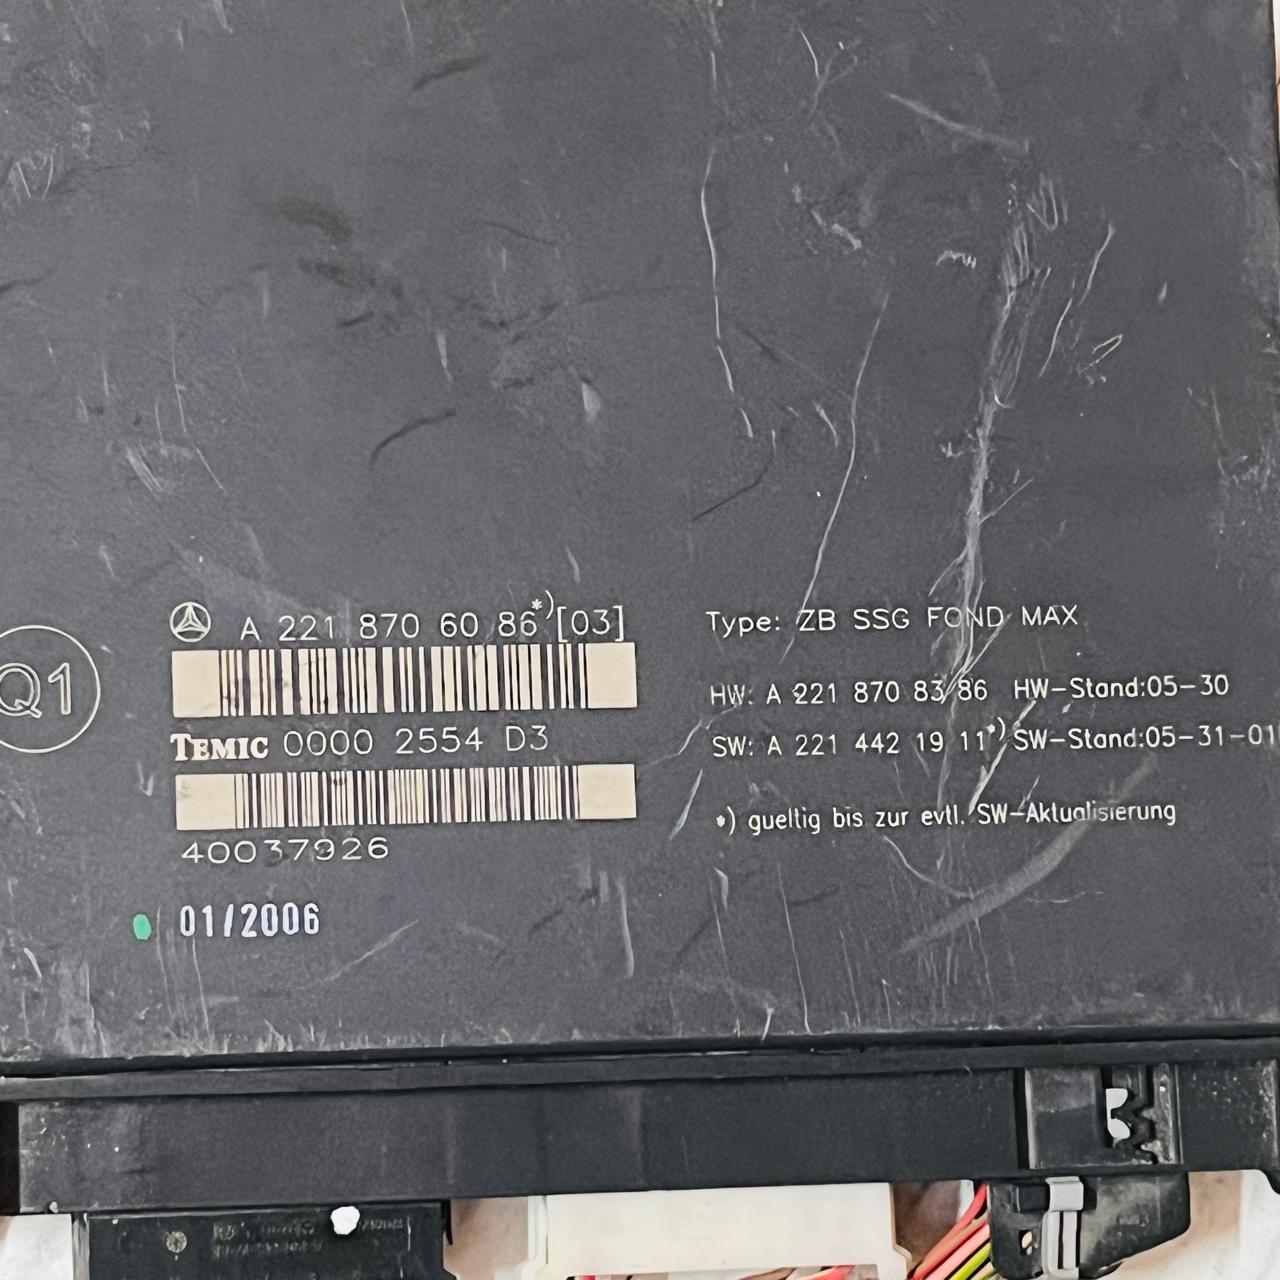 Q1
A 221 870 60 86*)[03]
TEMIC 0000 2554 D3
40037926
01/2006
Type: ZB SSG FOND MAX
HW: A 221 870 83 86 HW-Stand:05-30
SW: A 221 442 19 11*) SW-Stand:05-31-01
*) gueltig bis zur evtl. SW-Aktualisierung